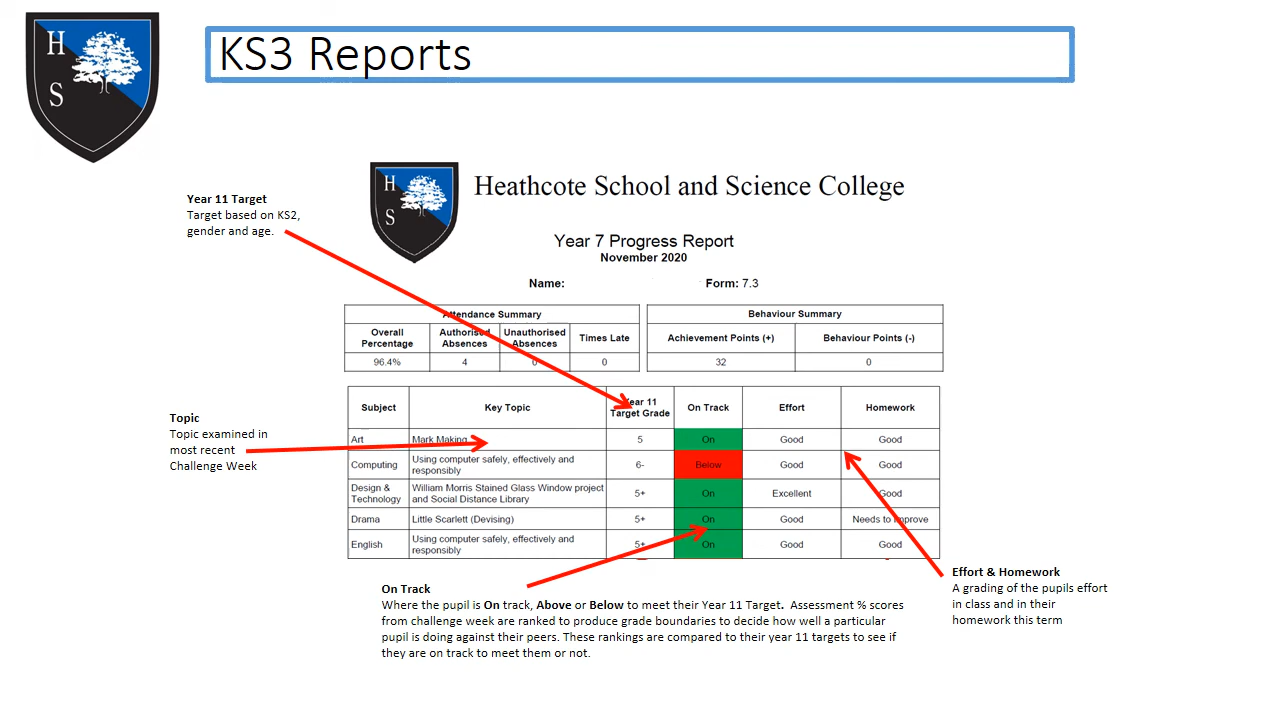 H
S
KS3 Reports
H
S
Heathcote School and Science College
Year 7 Progress Report
November 2020
Name:
Form: 7.3
Year 11 Target
Target based on KS2,
gender and age.
Attendance Summary
Overall
Percentage
Authorised
Absences
Unauthorised
Absences
Times Late
96.4%
4
0
0
Behaviour Summary
Achievement Points (+)
Behaviour Points (-)
32
0
Subject
Key Topic
Year 11
Target Grade
On Track
Effort
Homework
Art
Mark Making
5
On
Good
Good
Computing
Using computer safely, effectively and
responsibly
6-
Below
Good
Good
Design &
Technology
William Morris Stained Glass Window project
and Social Distance Library
5+
On
Excellent
Good
Drama
Little Scarlett (Devising)
5+
On
Good
Needs to Improve
English
Using computer safely, effectively and
responsibly
5+
On
Good
Good
Topic
Topic examined in
most recent
Challenge Week
On Track
Where the pupil is On track, Above or Below to meet their Year 11 Target. Assessment % scores
from challenge week are ranked to produce grade boundaries to decide how well a particular
pupil is doing against their peers. These rankings are compared to their year 11 targets to see if
they are on track to meet them or not.
Effort & Homework
A grading of the pupils effort
in class and in their
homework this term